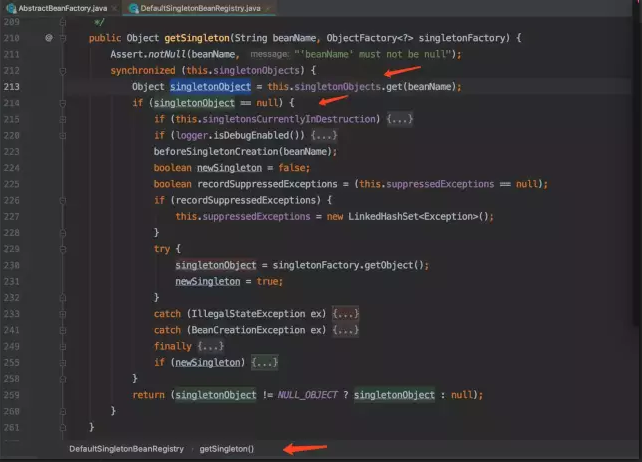 AbstractBeanFactory.java DefaultSingletonBeanRegistry.java
209 */
210 @ public Object getSingleton(String beanName, ObjectFactory<?> singletonFactory) {
211 Assert.notNull(beanName, message: "'beanName' must not be null");
212 synchronized (this.singletonObjects) {
213 Object singletonObject = this.singletonObjects.get(beanName);
214 if (singletonObject == null) {
215 if (this.singletonsCurrentlyInDestruction) {...}
220 if (logger.isDebugEnabled()) {...}
223 beforeSingletonCreation(beanName);
224 boolean newSingleton = false;
225 boolean recordSuppressedExceptions = (this.suppressedExceptions == null);
226 if (recordSuppressedExceptions) {
227 this.suppressedExceptions = new LinkedHashSet<Exception>();
228 }
229 try {
230 singletonObject = singletonFactory.getObject();
231 newSingleton = true;
232 }
233 catch (IllegalStateException ex) {...}
241 catch (BeanCreationException ex) {...}
249 finally {...}
255 if (newSingleton) {...}
258 }
259 return (singletonObject != NULL_OBJECT ? singletonObject : null);
260 }
261 }
DefaultSingletonBeanRegistry › getSingleton()